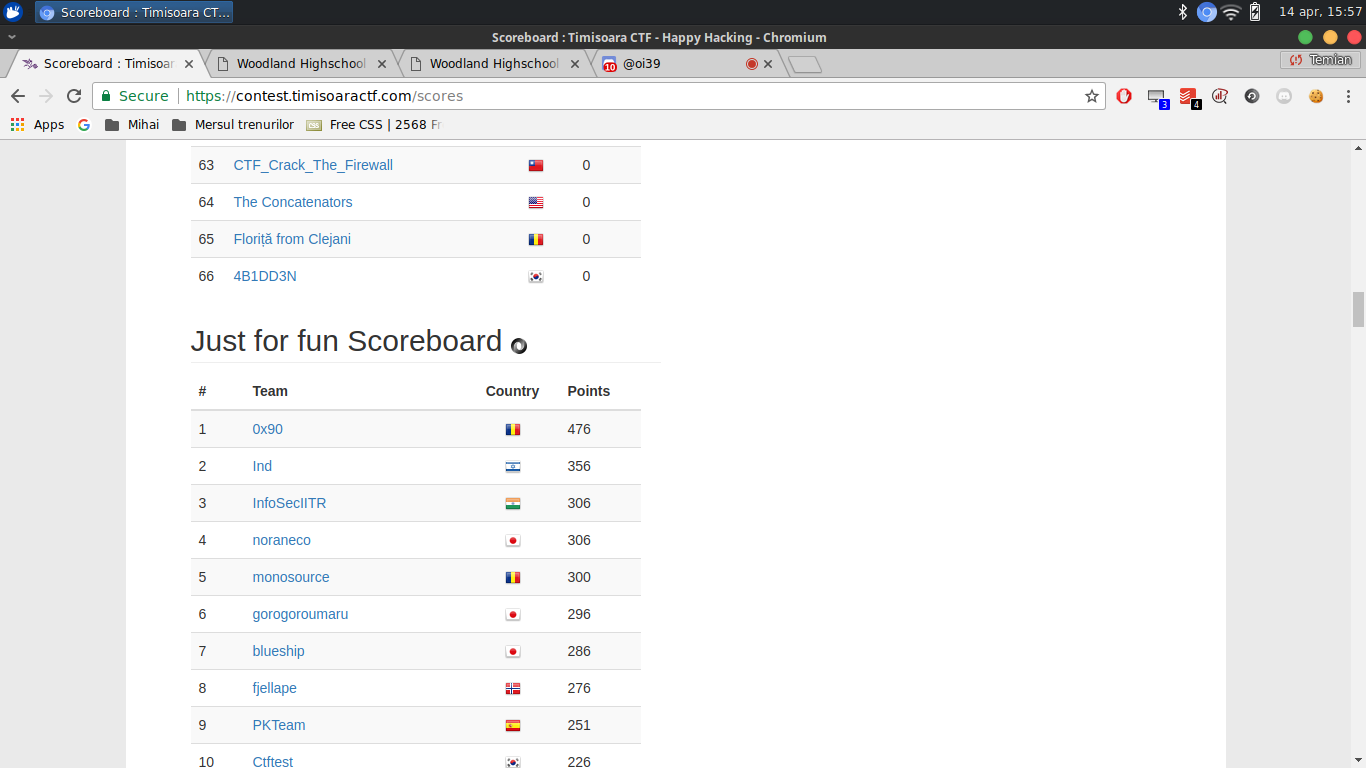 Scoreboard : Timisoara CT...
14 apr, 15:57
Scoreboard : Timisoara CTF - Happy Hacking - Chromium
Scoreboard : Timisoar
Woodland Highschool
Woodland Highschool
10
@oi39
Temian
Secure
https://contest.timisoaractf.com/scores
3
4
Apps
G
Mihai
Mersul trenurilor
CSS
Free CSS | 2568 Fr
63 CTF_Crack_The_Firewall 0
64 The Concatenators 0
65 Floriță from Clejani 0
66 4B1DD3N 0
Just for fun Scoreboard
# Team Country Points
1 0x90 476
2 Ind 356
3 InfoSecIITR 306
4 noraneco 306
5 monosource 300
6 gorogoroumaru 296
7 blueship 286
8 fjellape 276
9 PKTeam 251
10 Ctftest 226